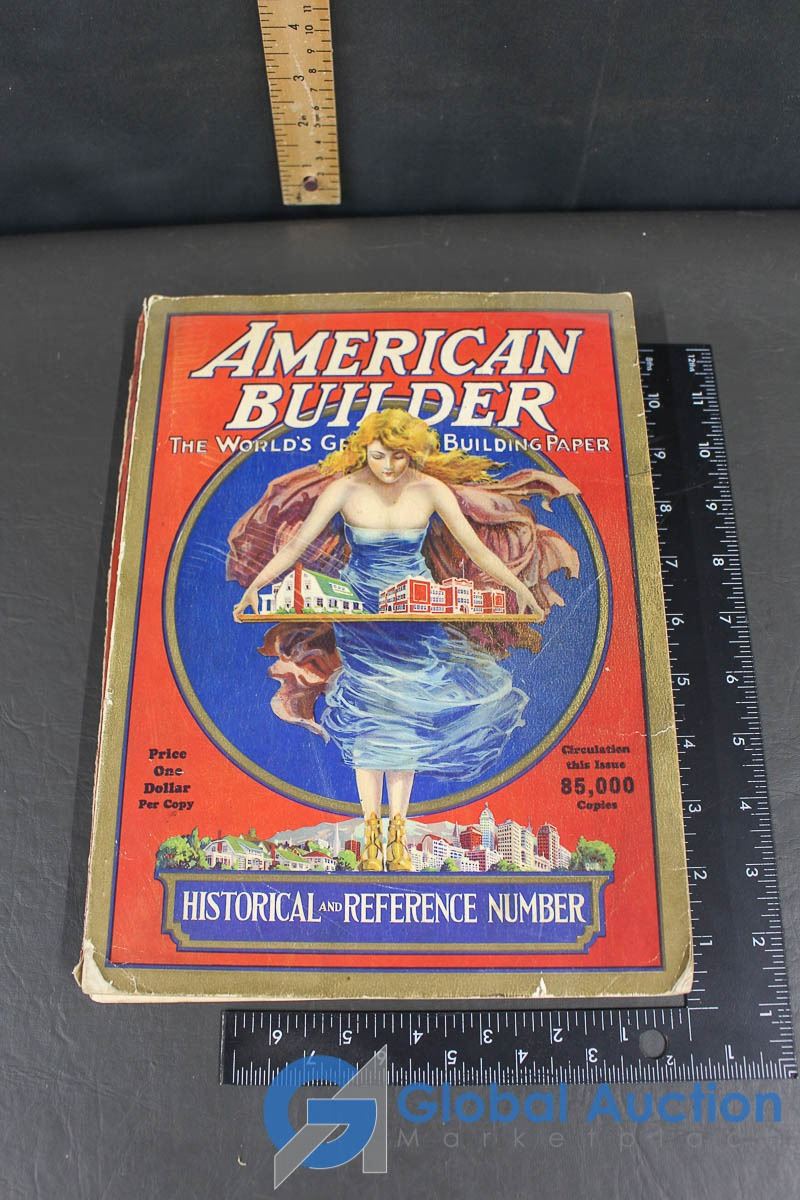 AMERICAN
BUILDER
THE WORLD'S GR BUILDING PAPER
Price
One
Dollar
Per Copy
Circulation
this Issue
85,000
Copies
HISTORICAL AND REFERENCE NUMBER
Global Auction
Marketplace